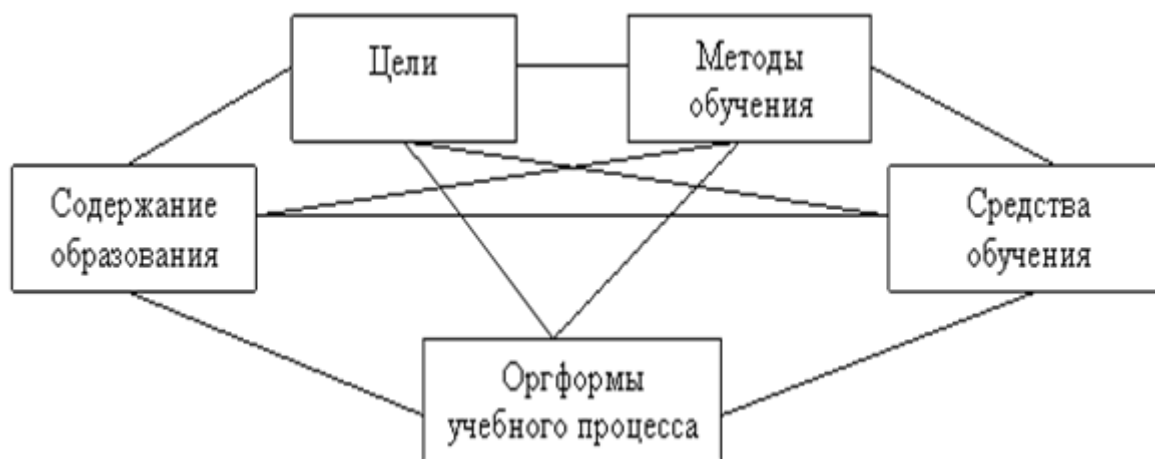 Цели
Методы
обучения
Содержание
образования
Средства
обучения
Оргформы
учебного процесса